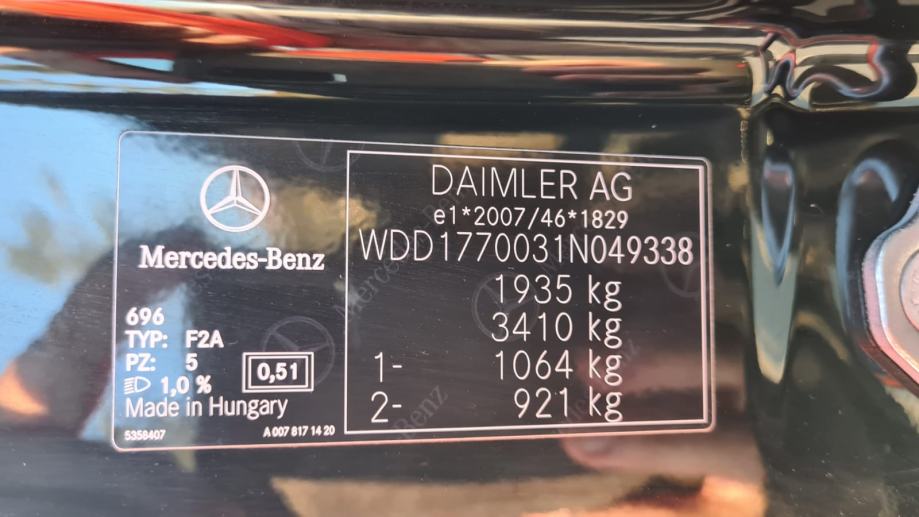 Mercedes-Benz
696
TYP: F2A
PZ: 5
1,0 %
0,51
Made in Hungary
5358407
A 007 817 14 20
DAIMLER AG
e1*2007/46*1829
WDD1770031N049338
1935 kg
3410 kg
1- 1064 kg
2- 921 kg